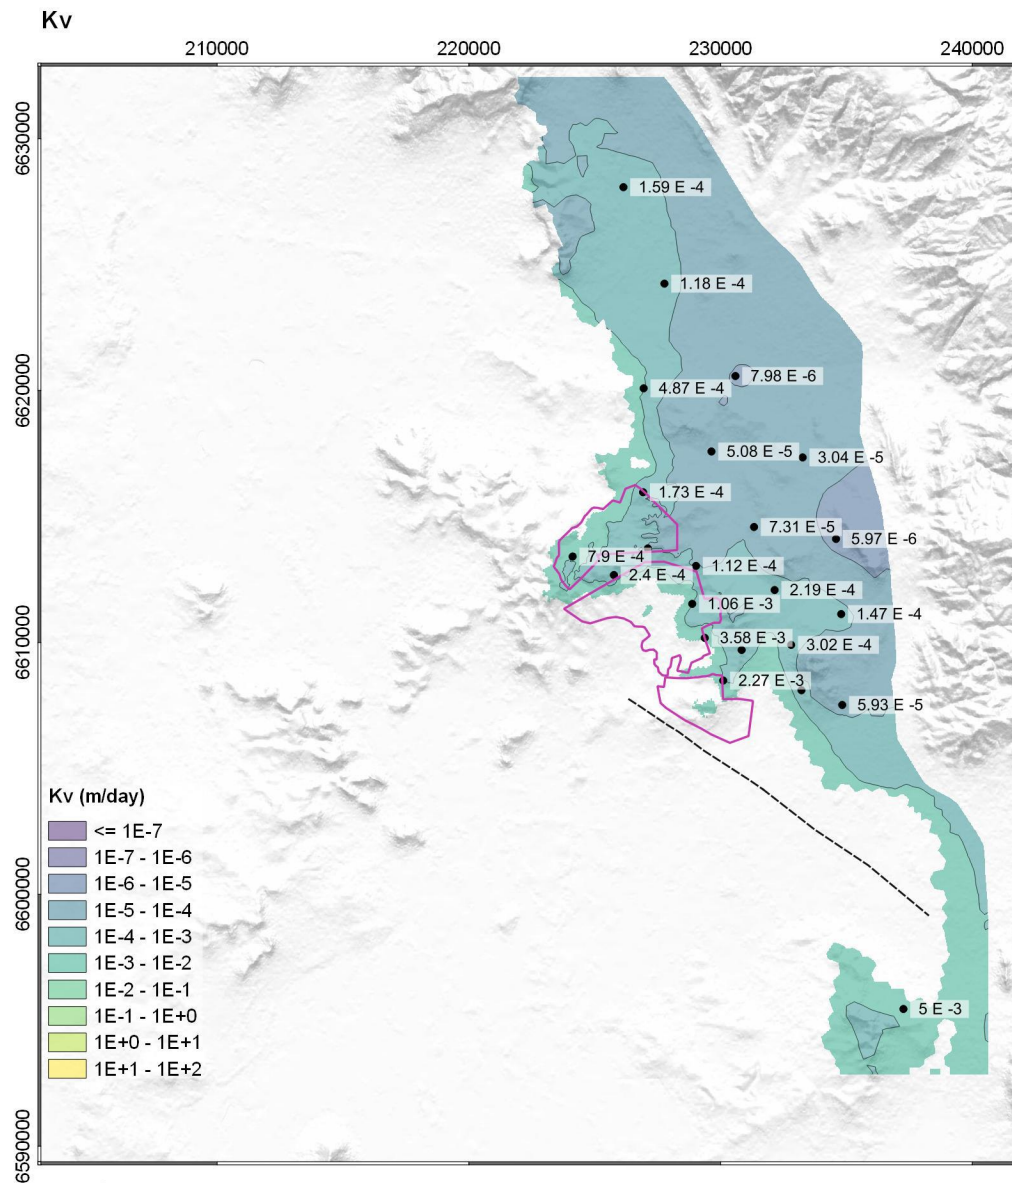 Kv
210000
220000
230000
240000
6630000
6620000
6610000
6600000
6590000
1.59 E -4
1.18 E -4
7.98 E -6
4.87 E -4
5.08 E -5
3.04 E -5
1.73 E -4
7.31 E -5
5.97 E -6
7.9 E -4
1.12 E -4
2.4 E -4
2.19 E -4
1.06 E -3
1.47 E -4
3.58 E -3
3.02 E -4
2.27 E -3
5.93 E -5
5 E -3
Kv (m/day)
<= 1E-7
1E-7 - 1E-6
1E-6 - 1E-5
1E-5 - 1E-4
1E-4 - 1E-3
1E-3 - 1E-2
1E-2 - 1E-1
1E-1 - 1E+0
1E+0 - 1E+1
1E+1 - 1E+2